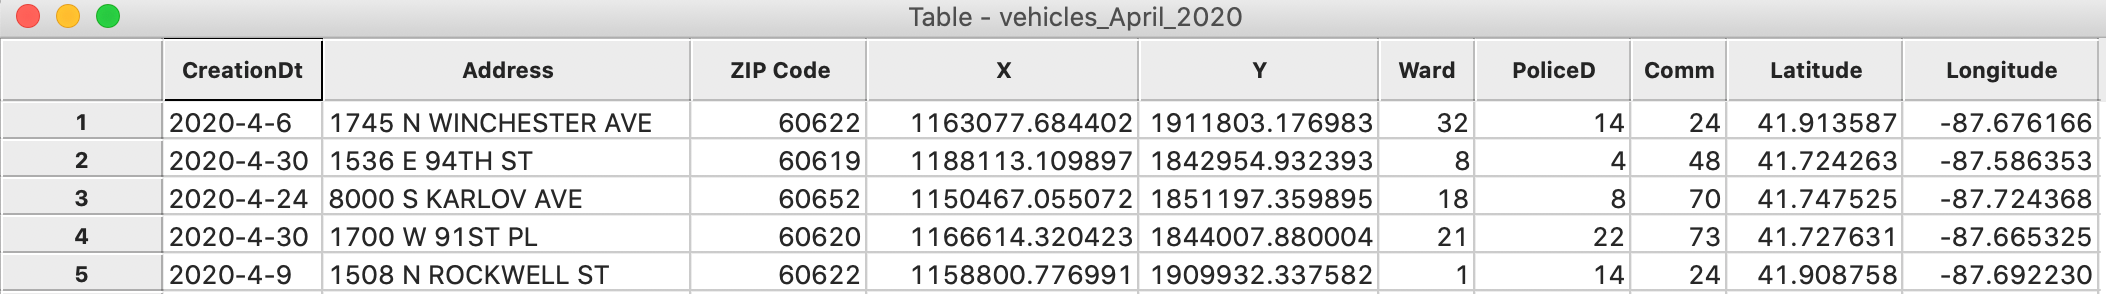 Table - vehicles_April_2020
CreationDt Address ZIP Code X Y Ward PoliceD Comm Latitude Longitude
1 2020-4-6 1745 N WINCHESTER AVE 60622 1163077.684402 1911803.176983 32 14 24 41.913587 -87.676166
2 2020-4-30 1536 E 94TH ST 60619 1188113.109897 1842954.932393 8 4 48 41.724263 -87.586353
3 2020-4-24 8000 S KARLOV AVE 60652 1150467.055072 1851197.359895 18 8 70 41.747525 -87.724368
4 2020-4-30 1700 W 91ST PL 60620 1166614.320423 1844007.880004 21 22 73 41.727631 -87.665325
5 2020-4-9 1508 N ROCKWELL ST 60622 1158800.776991 1909932.337582 1 14 24 41.908758 -87.692230